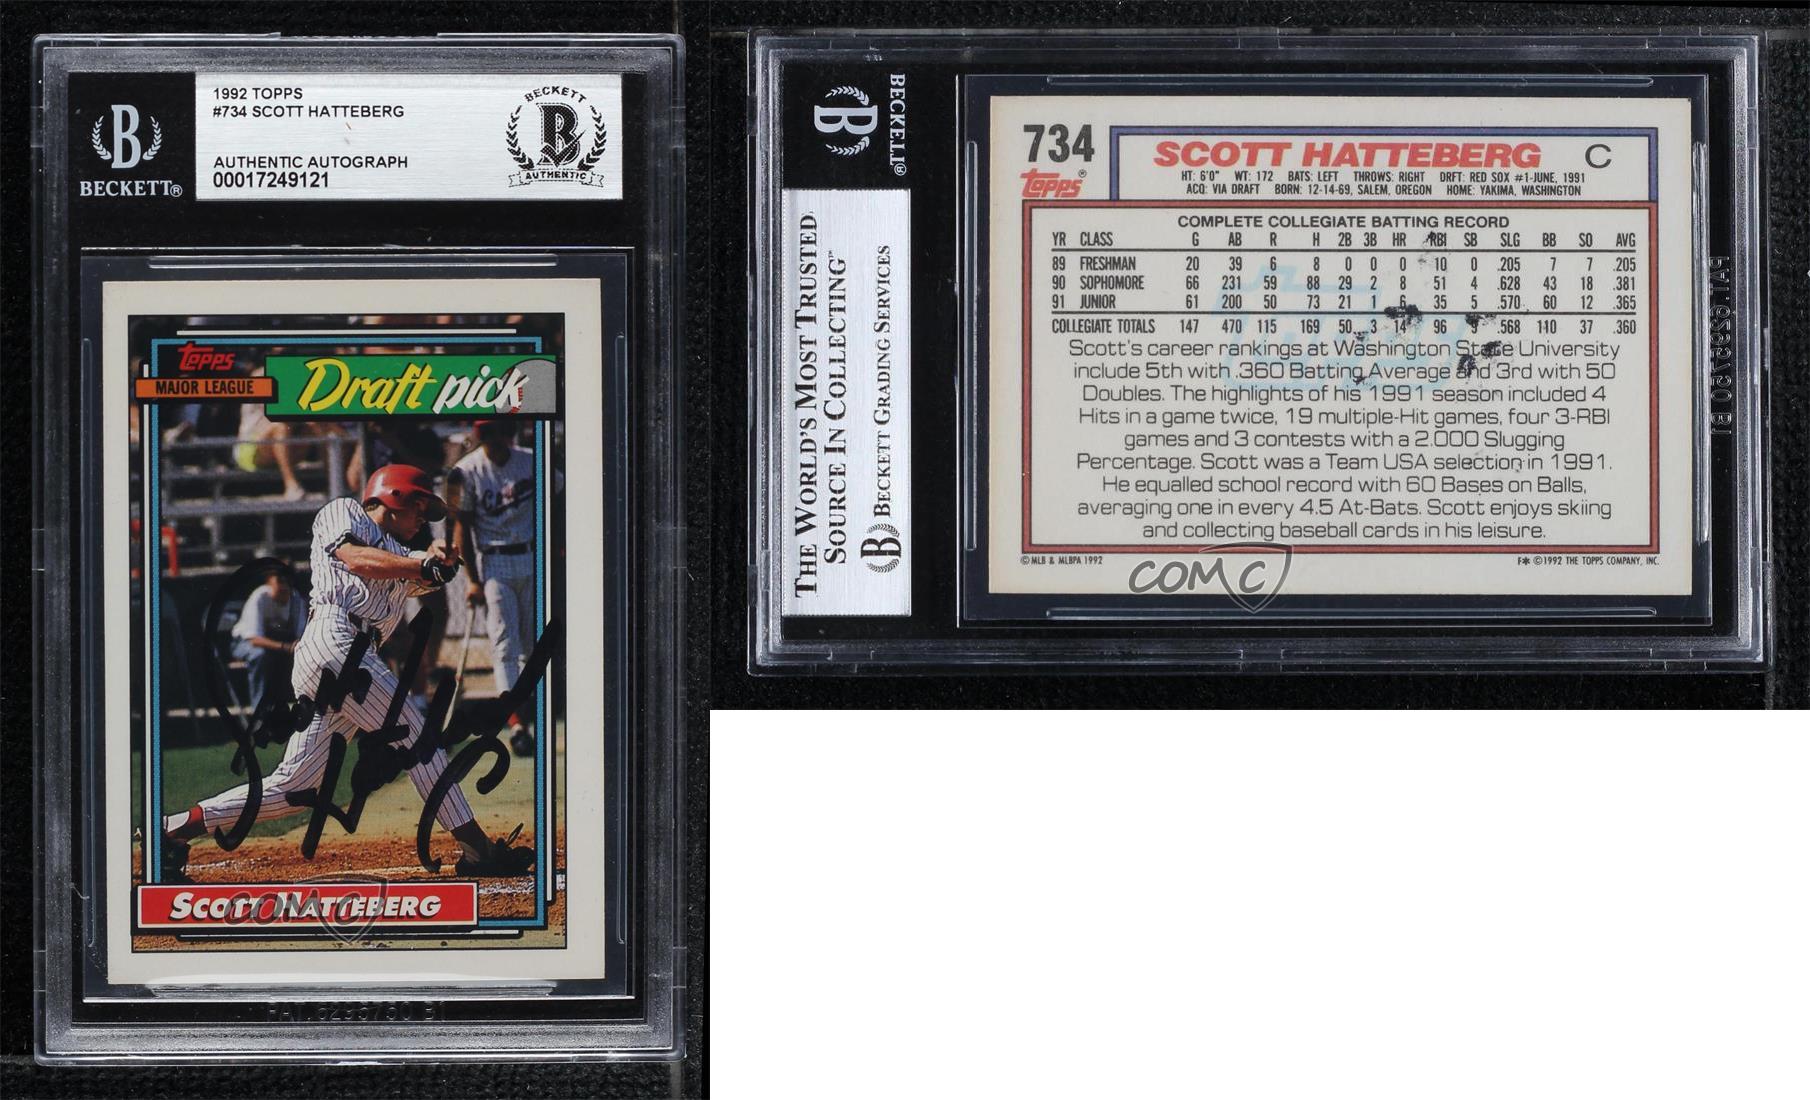 1992 TOPPS
#734 SCOTT HATTEBERG
AUTHENTIC AUTOGRAPH
00017249121
B
BECKETT®
BECKETT
B
AUTHENTIC
Topps
MAJOR LEAGUE
Draft pick
Scott Hatteberg
SCOTT HATTEBERG
COMC
PAT. 6299750 B1
B
BECKETT®
THE WORLD'S MOST TRUSTED
SOURCE IN COLLECTING™
B BECKETT GRADING SERVICES
734
Topps®
SCOTT HATTEBERG C
HT: 6'0" WT: 172 BATS: LEFT THROWS: RIGHT DRFT: RED SOX #1-JUNE, 1991
ACQ: VIA DRAFT BORN: 12-14-69, SALEM, OREGON HOME: YAKIMA, WASHINGTON
COMPLETE COLLEGIATE BATTING RECORD
YR CLASS G AB R H 2B 3B HR RBI SB SLG BB SO AVG
89 FRESHMAN 20 39 6 8 0 0 0 10 0 .205 7 7 .205
90 SOPHOMORE 66 231 59 88 29 2 8 51 4 .628 43 18 .381
91 JUNIOR 61 200 50 73 21 1 6 35 5 .570 60 12 .365
COLLEGIATE TOTALS 147 470 115 169 50 3 14 96 9 .568 110 37 .360
Scott's career rankings at Washington State University
include 5th with .360 Batting Average and 3rd with 50
Doubles. The highlights of his 1991 season included 4
Hits in a game twice, 19 multiple-Hit games, four 3-RBI
games and 3 contests with a 2.000 Slugging
Percentage. Scott was a Team USA selection in 1991.
He equalled school record with 60 Bases on Balls,
averaging one in every 4.5 At-Bats. Scott enjoys skiing
and collecting baseball cards in his leisure.
© MLB & MLBPA 1992
F* ©1992 THE TOPPS COMPANY, INC.
COMC
PAT. 6299750 B1